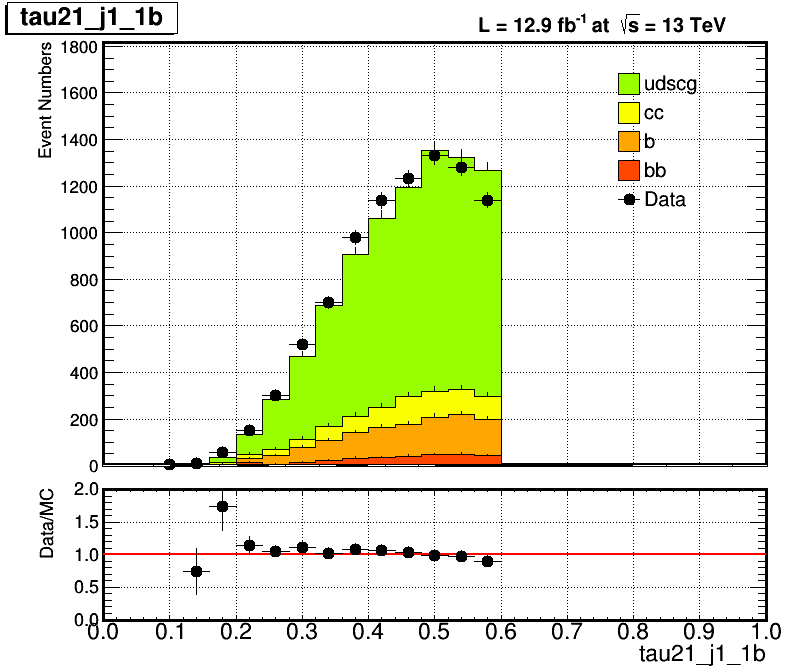 tau21_j1_1b
L = 12.9 fb⁻¹ at √s = 13 TeV
Event Numbers
1800
1600
1400
1200
1000
800
600
400
200
0
udscg
cc
b
bb
Data
Data/MC
2.0
1.5
1.0
0.5
0.0
0.0 0.1 0.2 0.3 0.4 0.5 0.6 0.7 0.8 0.9 1.0
tau21_j1_1b